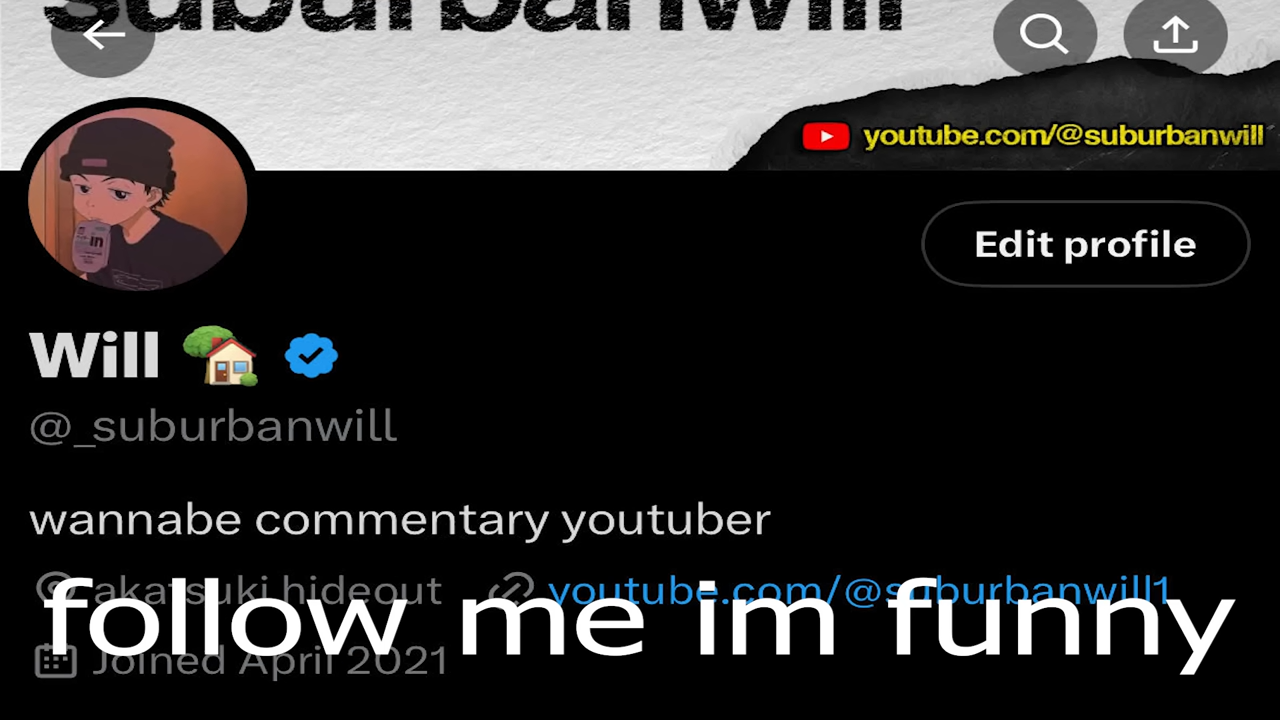 suburbanwill
youtube.com/@suburbanwill
in
Edit profile
Will
@_suburbanwill
wannabe commentary youtuber
akatsuki hideout youtube.com/@suburbanwill1
follow me im funny
Joined April 2021